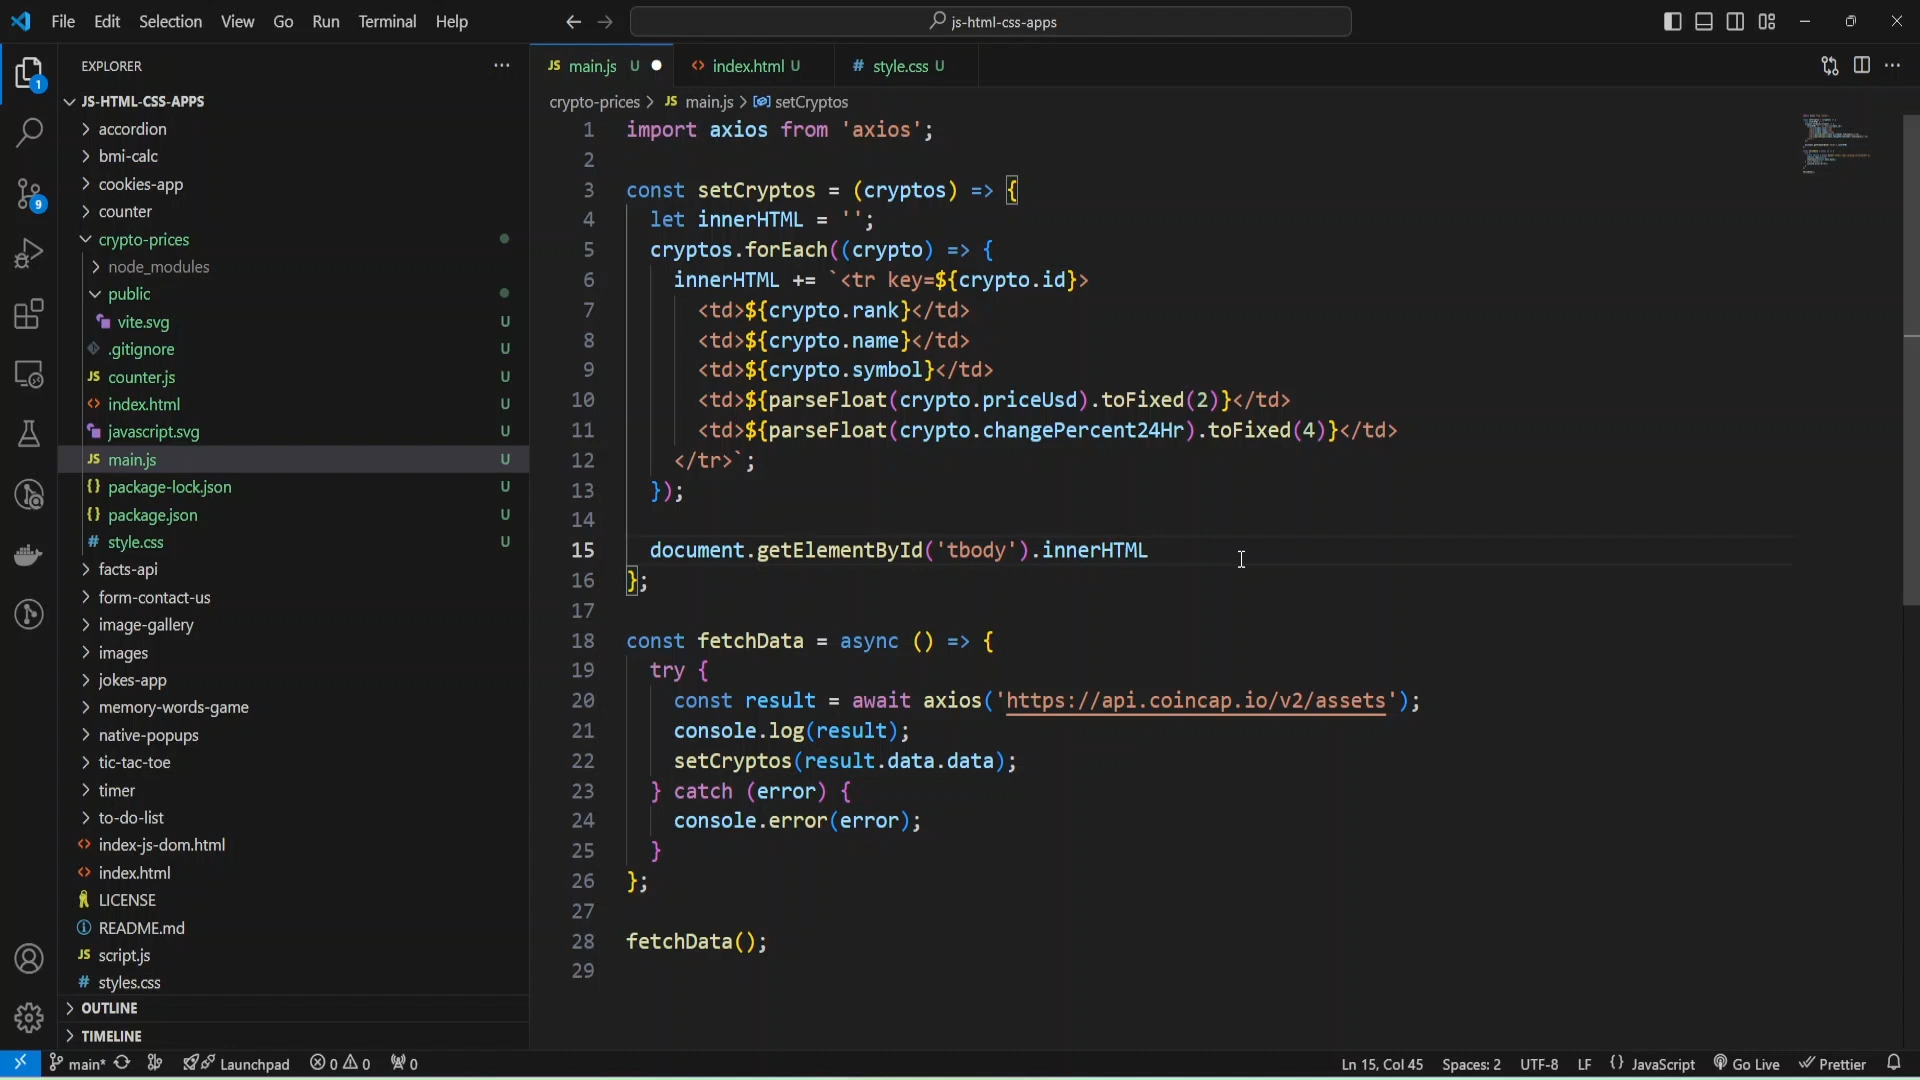 File Edit Selection View Go Run Terminal Help
js-html-css-apps
EXPLORER
JS-HTML-CSS-APPS
accordion
bmi-calc
cookies-app
counter
crypto-prices
node_modules
public
vite.svg U
.gitignore U
JS counter.js U
<> index.html U
javascript.svg U
JS main.js U
{} package-lock.json U
{} package.json U
# style.css U
facts-api
form-contact-us
image-gallery
images
jokes-app
memory-words-game
native-popups
tic-tac-toe
timer
to-do-list
<> index-js-dom.html
<> index.html
LICENSE
README.md
JS script.js
# styles.css
OUTLINE
TIMELINE
1
9
JS main.js U
<> index.html U
# style.css U
crypto-prices > JS main.js > setCryptos
1 import axios from 'axios';
2
3 const setCryptos = (cryptos) => {
4 let innerHTML = '';
5 cryptos.forEach((crypto) => {
6 innerHTML += `<tr key=${crypto.id}>
7 <td>${crypto.rank}</td>
8 <td>${crypto.name}</td>
9 <td>${crypto.symbol}</td>
10 <td>${parseFloat(crypto.priceUsd).toFixed(2)}</td>
11 <td>${parseFloat(crypto.changePercent24Hr).toFixed(4)}</td>
12 </tr>`;
13 });
14
15 document.getElementById('tbody').innerHTML
16 };
17
18 const fetchData = async () => {
19 try {
20 const result = await axios('https://api.coincap.io/v2/assets');
21 console.log(result);
22 setCryptos(result.data.data);
23 } catch (error) {
24 console.error(error);
25 }
26 };
27
28 fetchData();
29
main* Launchpad 0 0 0 Ln 15, Col 45 Spaces: 2 UTF-8 LF {} JavaScript Go Live Prettier